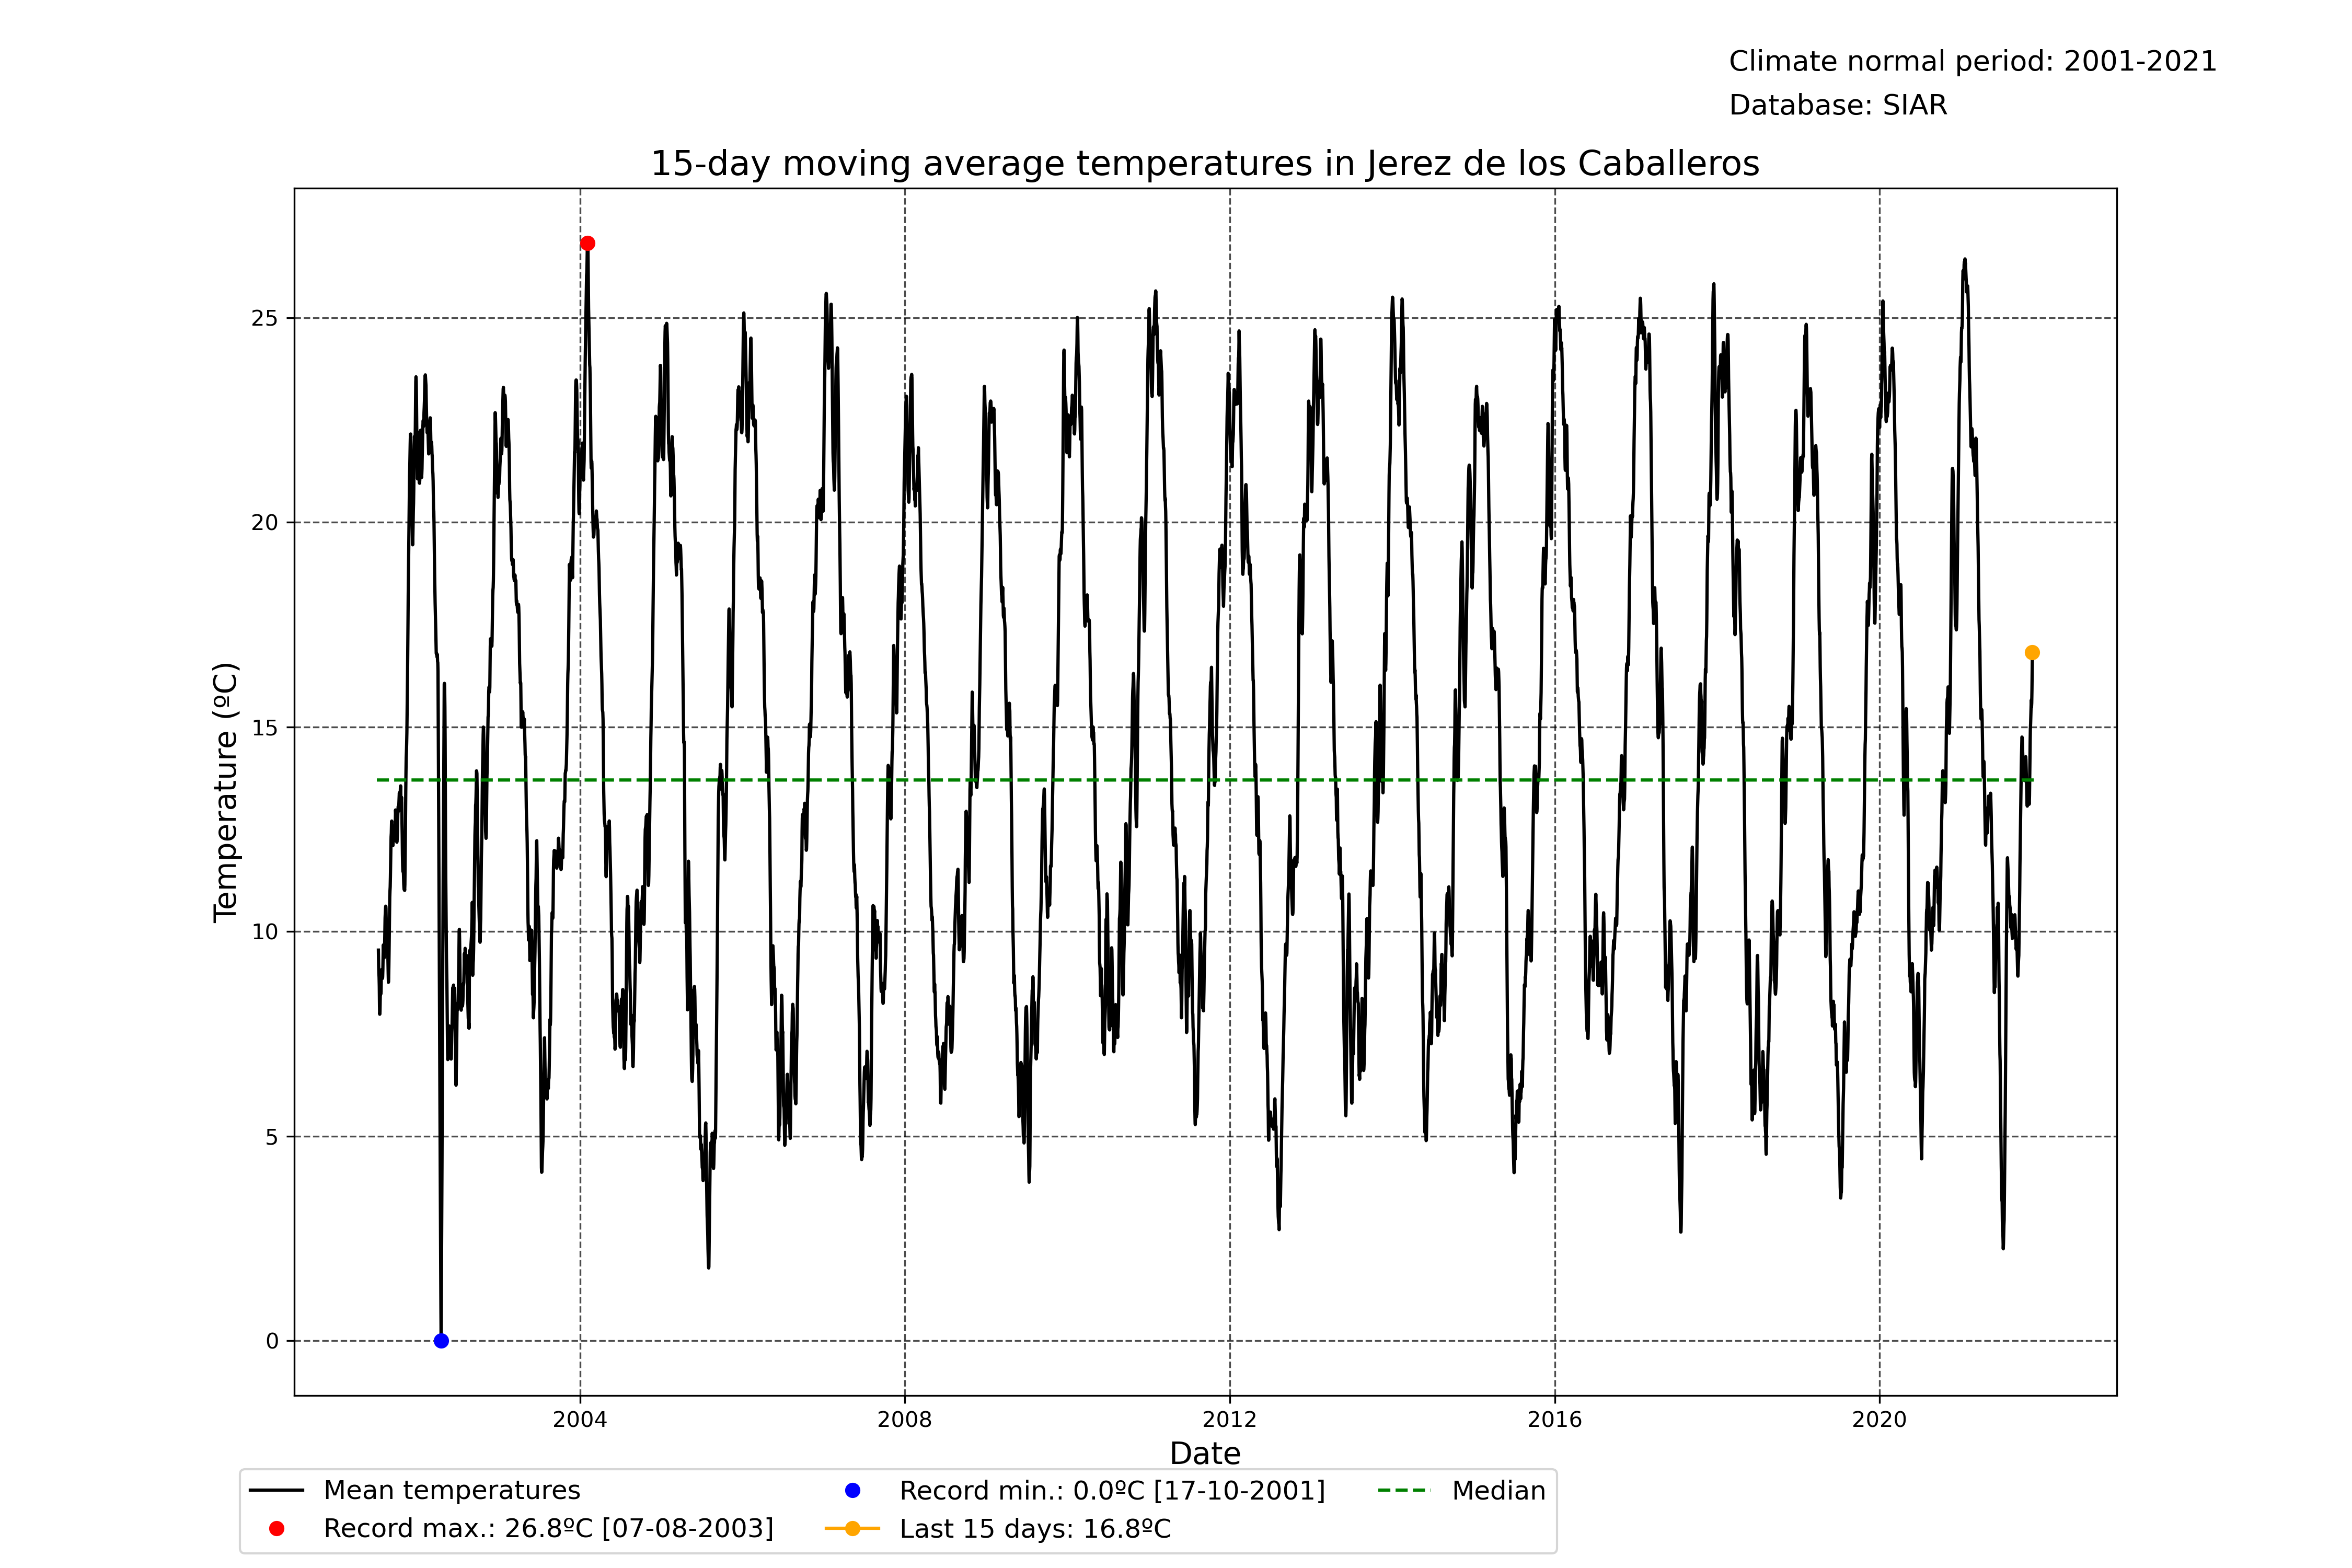 Climate normal period: 2001-2021
Database: SIAR
15-day moving average temperatures in Jerez de los Caballeros
25
20
15
10
5
0
Temperature (ºC)
2004 2008 2012 2016 2020
Date
Mean temperatures
Record max.: 26.8ºC [07-08-2003]
Record min.: 0.0ºC [17-10-2001]
Last 15 days: 16.8ºC
Median